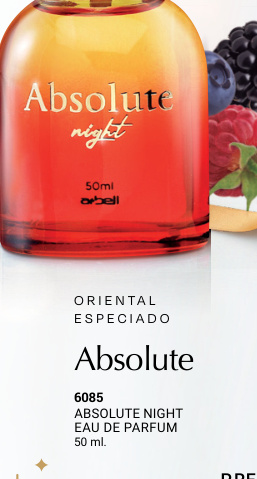 Absolute
night
50ml
arbell
ORIENTAL
ESPECIADO
Absolute
6085
ABSOLUTE NIGHT
EAU DE PARFUM
50 ml.